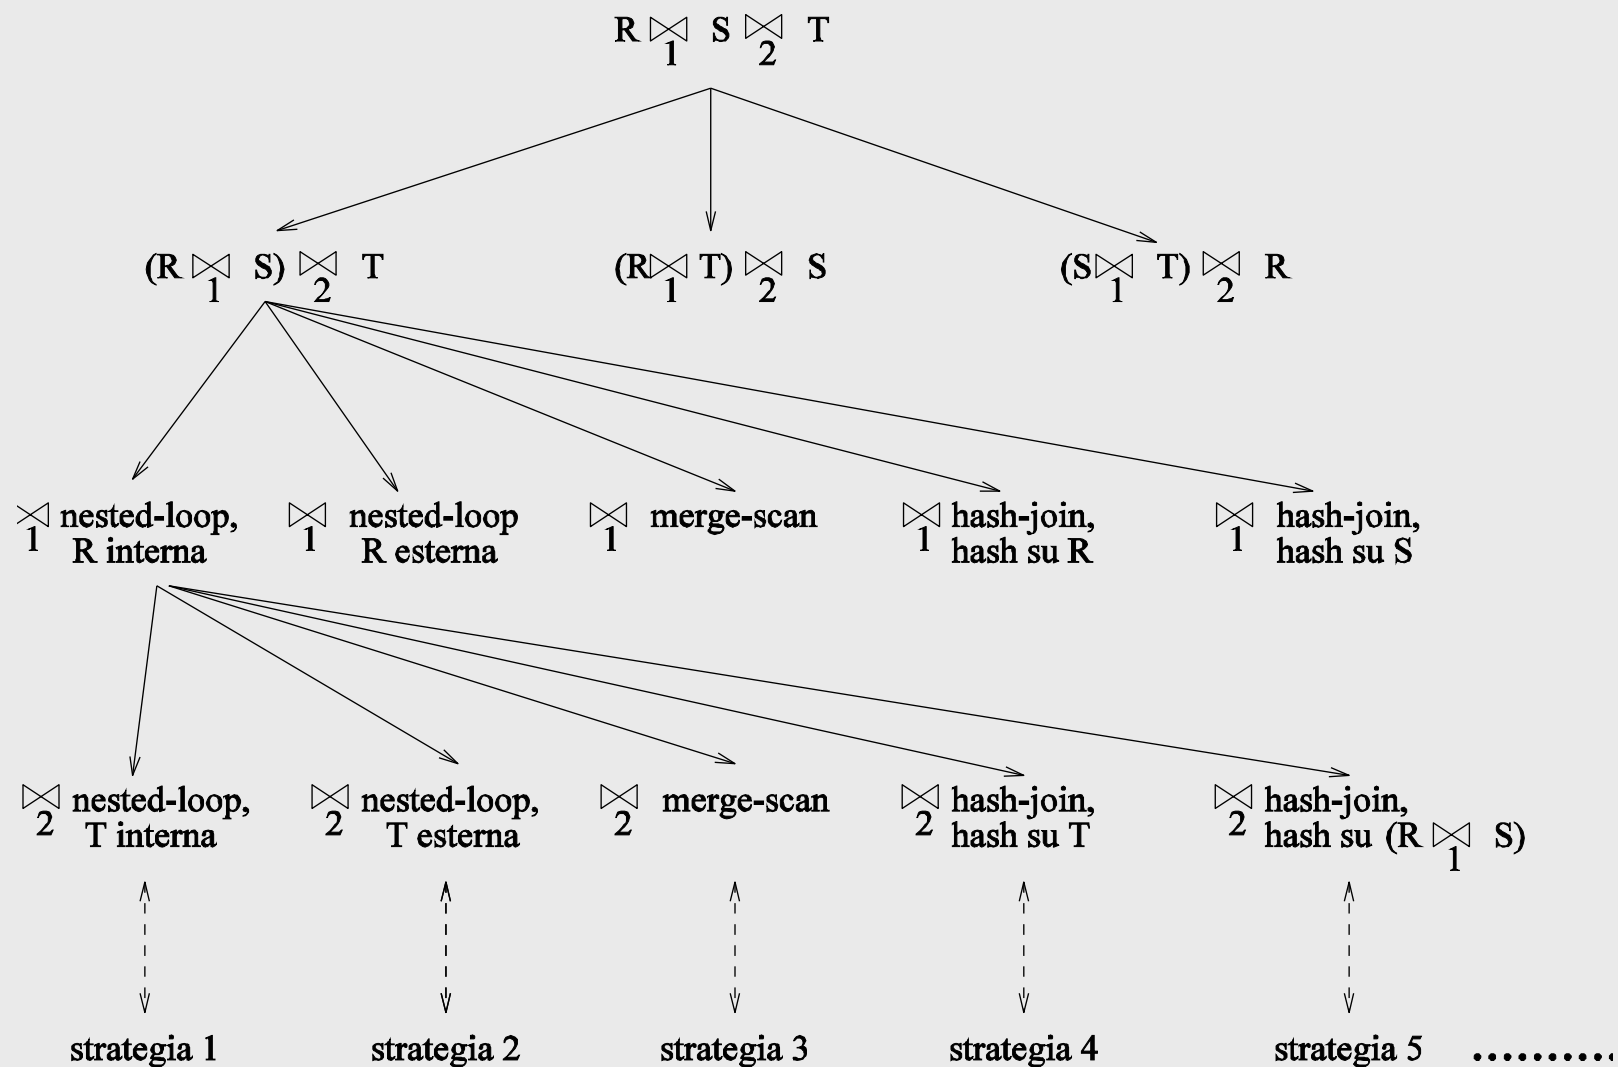 R ⋈ S ⋈ T
1 2
(R ⋈ S) ⋈ T
1 2
(R ⋈ T) ⋈ S
1 2
(S ⋈ T) ⋈ R
1 2
⋈ nested-loop,
1 R interna
⋈ nested-loop
1 R esterna
⋈ merge-scan
1
⋈ hash-join,
1 hash su R
⋈ hash-join,
1 hash su S
⋈ nested-loop,
2 T interna
⋈ nested-loop,
2 T esterna
⋈ merge-scan
2
⋈ hash-join,
2 hash su T
⋈ hash-join,
2 hash su (R ⋈ S)
1
strategia 1
strategia 2
strategia 3
strategia 4
strategia 5 ..........